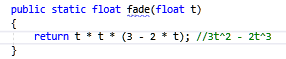 public static float fade(float t)
{
    return t * t * (3 - 2 * t); //3t^2 - 2t^3
}